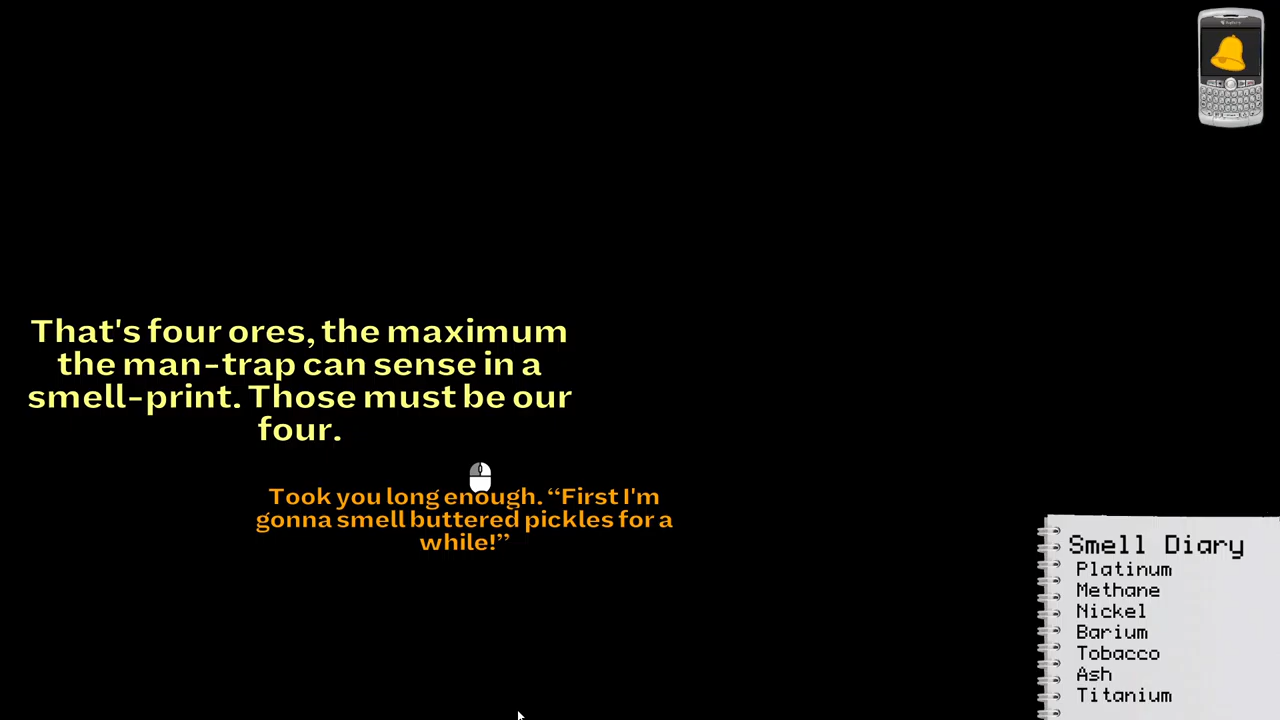 That's four ores, the maximum
the man-trap can sense in a
smell-print. Those must be our
four.
Took you long enough. “First I'm
gonna smell buttered pickles for a
while!”
Smell Diary
Platinum
Methane
Nickel
Barium
Tobacco
Ash
Titanium